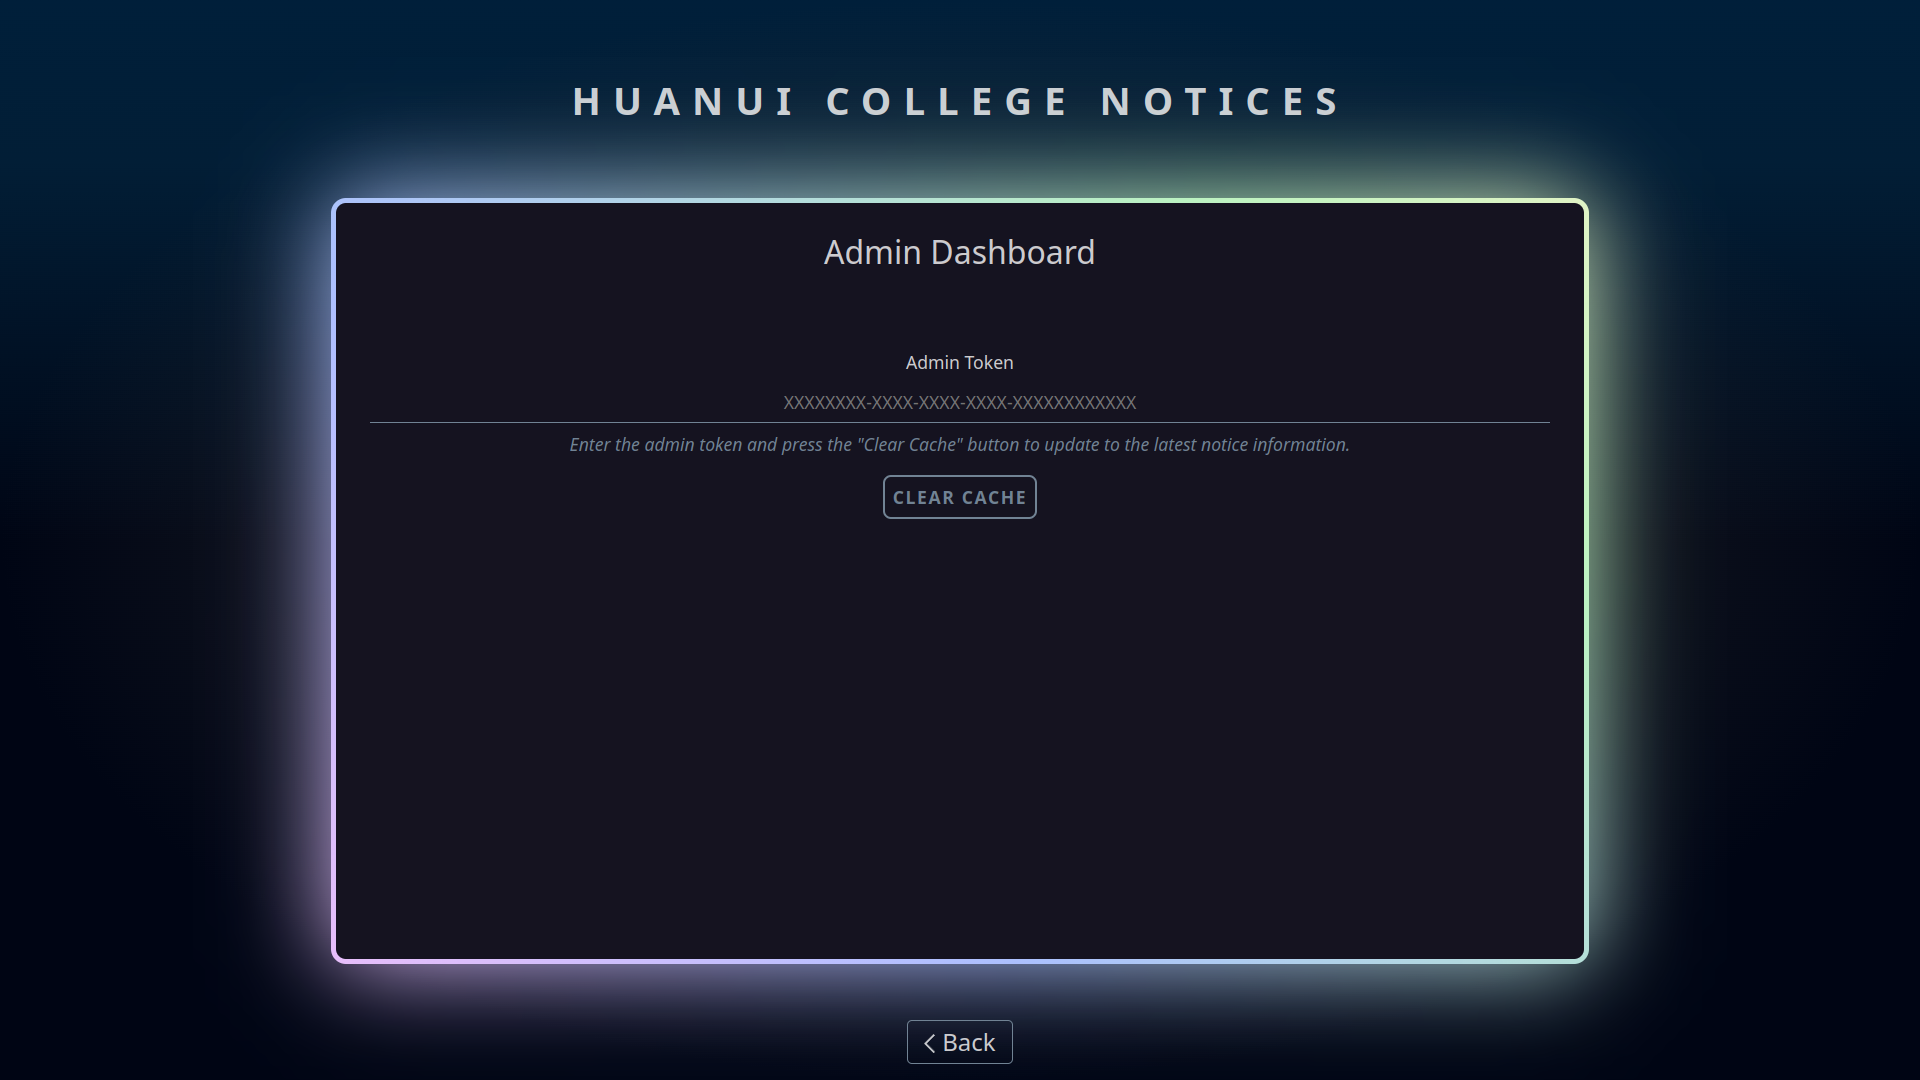 HUANUI COLLEGE NOTICES
Admin Dashboard
Admin Token
XXXXXXXX-XXXX-XXXX-XXXX-XXXXXXXXXXXX
Enter the admin token and press the "Clear Cache" button to update to the latest notice information.
CLEAR CACHE
Back